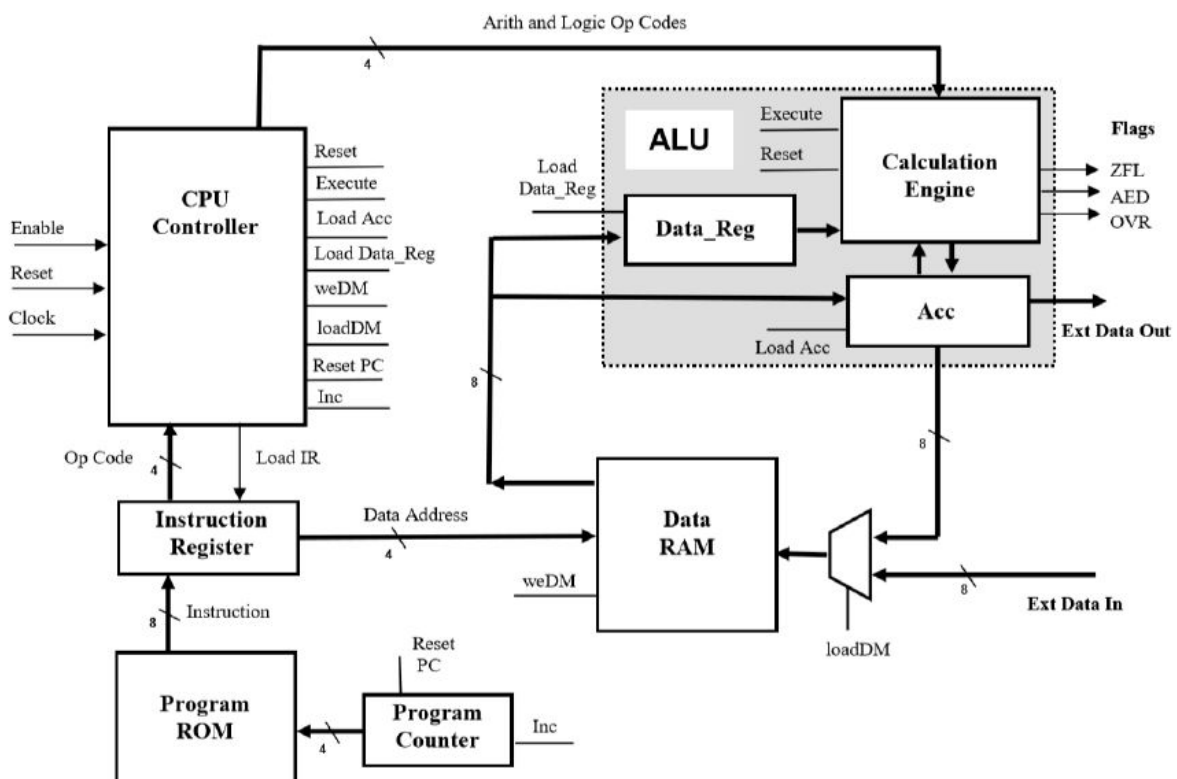 Arith and Logic Op Codes
4
CPU
Controller
Enable
Reset
Clock
Reset
Execute
Load Acc
Load Data_Reg
weDM
loadDM
Reset PC
Inc
Op Code
4
Load IR
Instruction
Register
Data Address
4
8
Instruction
Program
ROM
4
Reset
PC
Program
Counter
Inc
ALU
Execute
Reset
Calculation
Engine
Flags
ZFL
AED
OVR
Load
Data_Reg
Data_Reg
Acc
Load Acc
Ext Data Out
8
8
Data
RAM
weDM
loadDM
8
Ext Data In